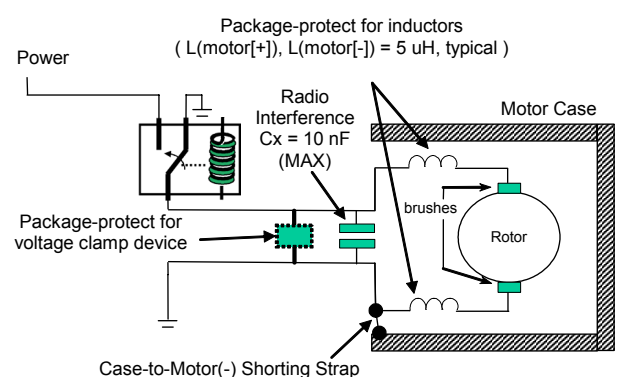 Package-protect for inductors
( L(motor[+]), L(motor[-]) = 5 uH, typical )
Power
Radio
Interference
Cx = 10 nF
(MAX)
Motor Case
Package-protect for
voltage clamp device
brushes
Rotor
Case-to-Motor(-) Shorting Strap